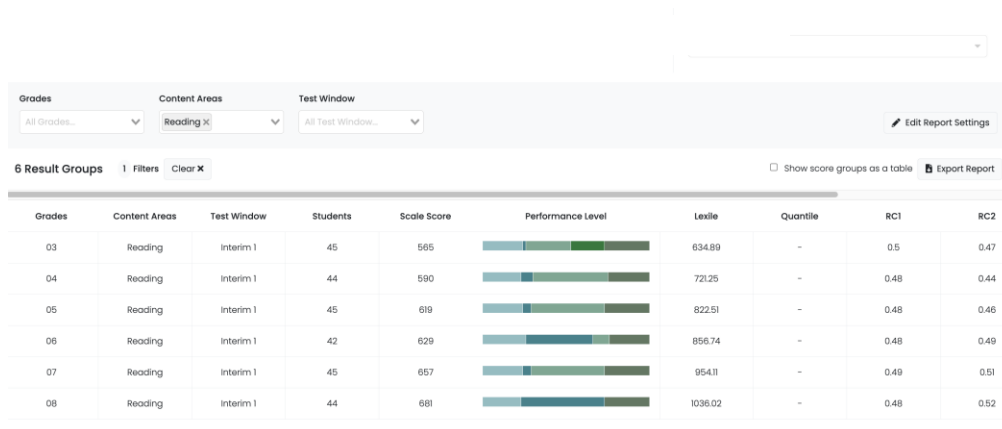 Grades Content Areas Test Window
All Grades... Reading × All Test Window...
Edit Report Settings
6 Result Groups 1 Filters Clear ✕ Show score groups as a table Export Report
Grades Content Areas Test Window Students Scale Score Performance Level Lexile Quantile RC1 RC2
03 Reading Interim 1 45 565 634.89 - 0.5 0.47
04 Reading Interim 1 44 590 721.25 - 0.48 0.44
05 Reading Interim 1 45 619 822.51 - 0.48 0.46
06 Reading Interim 1 42 629 856.74 - 0.48 0.49
07 Reading Interim 1 45 657 954.11 - 0.49 0.51
08 Reading Interim 1 44 681 1036.02 - 0.48 0.52